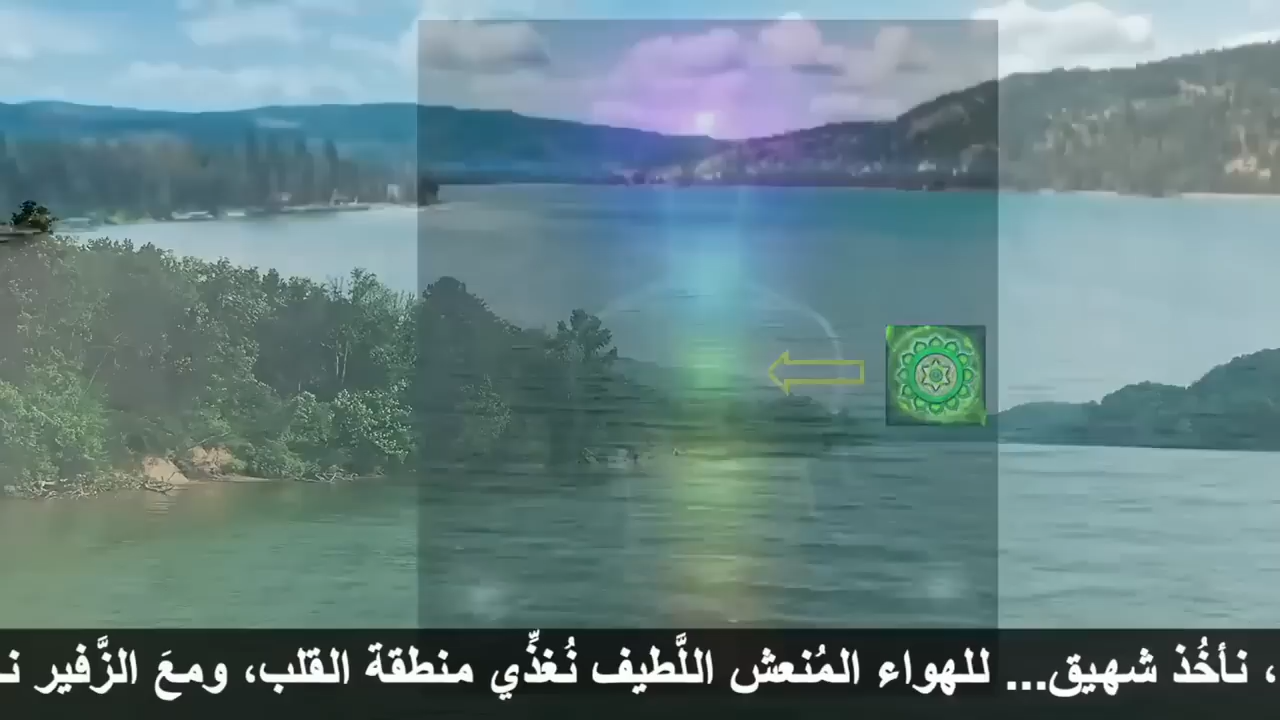 ، نأخُذ شهيق... للهواء المُنعش اللَّطيف نُغذِّي منطقة القلب، ومعَ الزَّفير